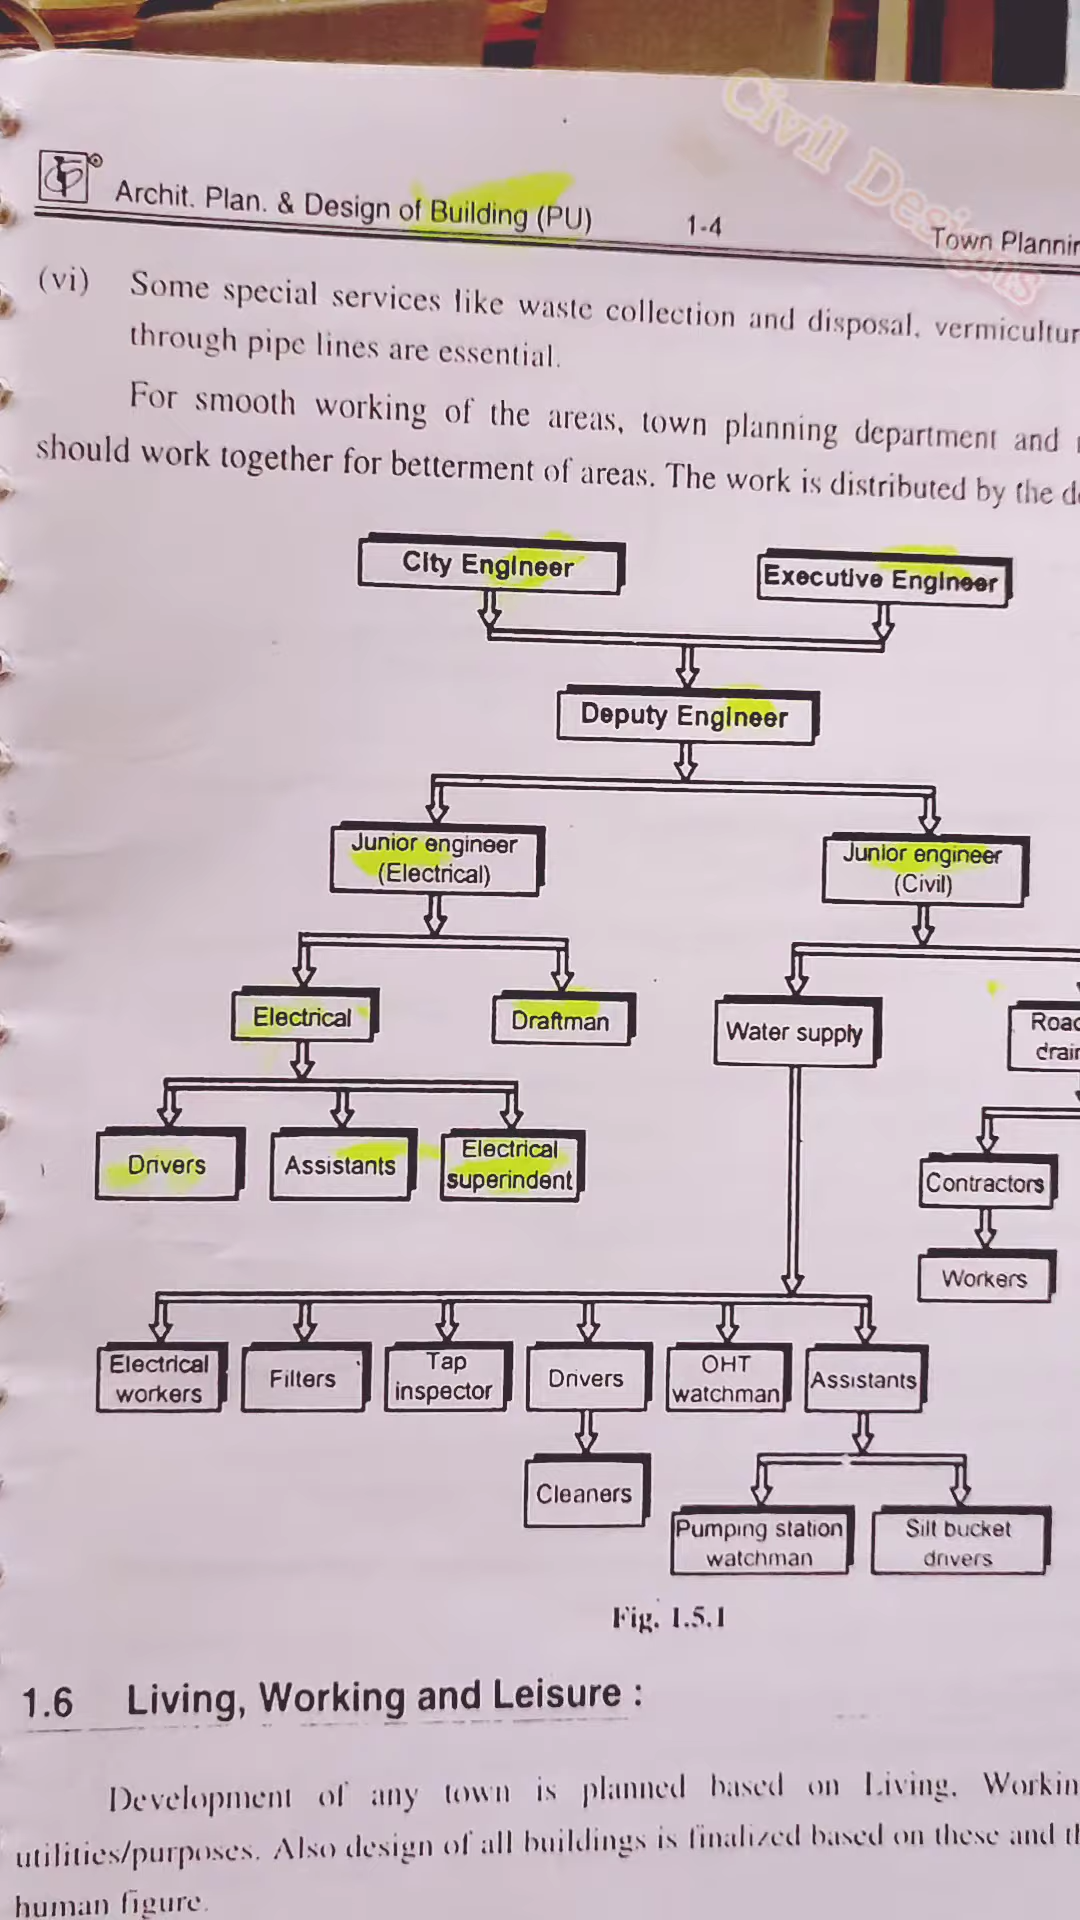 Civil Designs
Archit. Plan. & Design of Building (PU) 1-4 Town
(vi) Some special services like waste collection and disposal,
through pipe lines are essential.
For smooth working of the areas, town planning department and
should work together for betterment of areas. The work is distributed by the
City Engineer Executive Engineer
Deputy Engineer
Junior engineer
(Electrical)
Junior engineer
(Civil)
Electrical
Draftman
Water supply
Drivers
Assistants
Electrical
superindent
Contractors
Workers
Electrical
workers
Filters
Tap
inspector
Drivers
OHT
watchman
Assistants
Cleaners
Pumping station
watchman
Silt bucket
drivers
Fig. 1.5.1
1.6 Living, Working and Leisure :
Development of any town is planned based on Living,
utilities/purposes. Also design of all buildings is finalized based on these and
human figure.